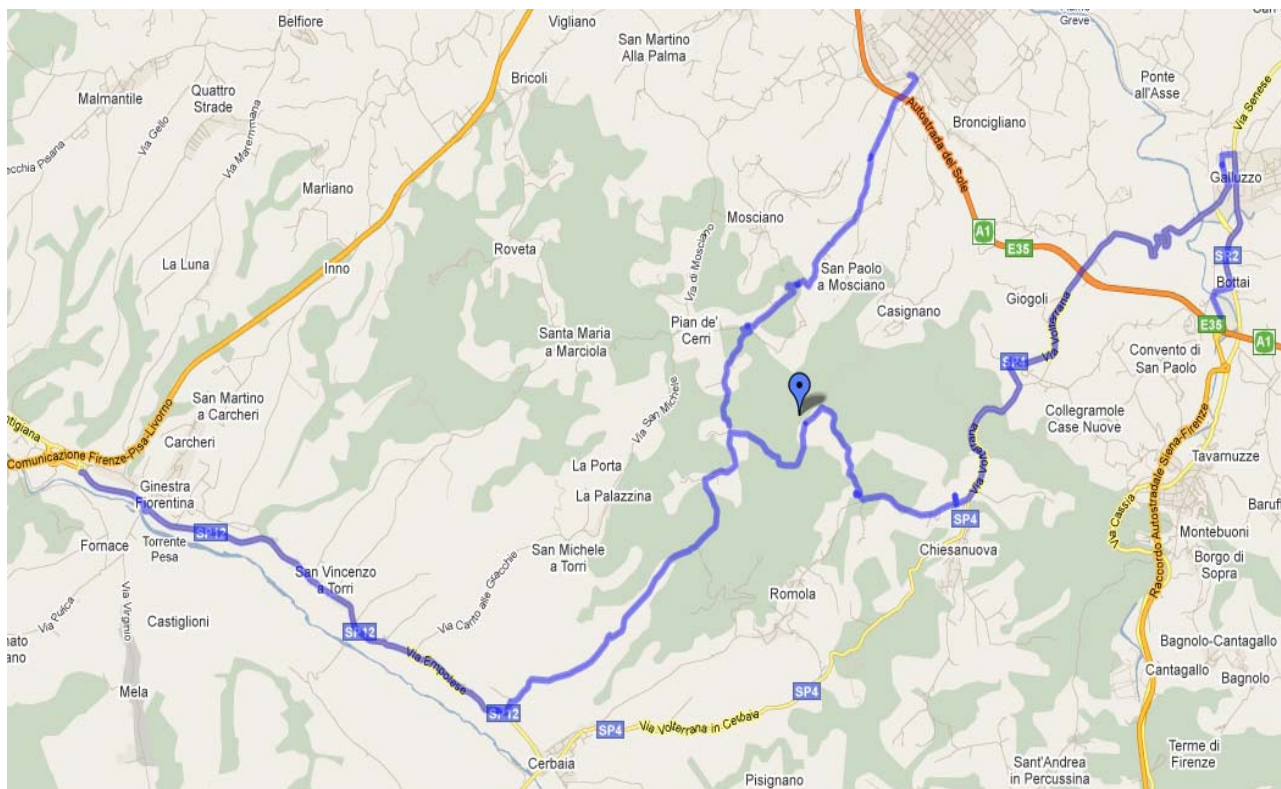 Belfiore
Vigliano
San Martino
Alla Palma
Bricoli
Quattro
Strade
Malmantile
Via Gello
Via Maremmana
Ponte
all'Asse
Via Senese
Autostrada del Sole
Broncigliano
Galluzzo
Marliano
Mosciano
A1
E35
La Luna
Inno
Roveta
Via di Mosciano
San Paolo
a Mosciano
SR2
Bottai
Giogoli
Casignano
Via Volterrana
Santa Maria
a Marciola
Pian de'
Cerri
E35
A1
Convento di
San Paolo
SP4
San Martino
a Carcheri
Via San Michele
Collegramole
Case Nuove
Carcheri
Comunicazione Firenze-Pisa-Livorno
Via Volterrana
Raccordo Autostradale Siena-Firenze
Tavarnuzze
La Porta
La Palazzina
Ginestra
Fiorentina
Via Cassia
SP4
SP12
Montebuoni
Fornace
Torrente
Pesa
Chiesanuova
San Michele
a Torri
Borgo di
Sopra
San Vincenzo
a Torri
Via Canto alle Gracchie
Romola
Via Pulica
Via Virginio
Castiglioni
SP12
Via Empolese
Bagnolo-Cantagallo
Cantagallo
Bagnolo
Mela
SP4
SP12
SP4
Via Volterrana in Cerbaia
Cerbaia
Terme di
Firenze
Sant'Andrea
in Percussina
Pisignano